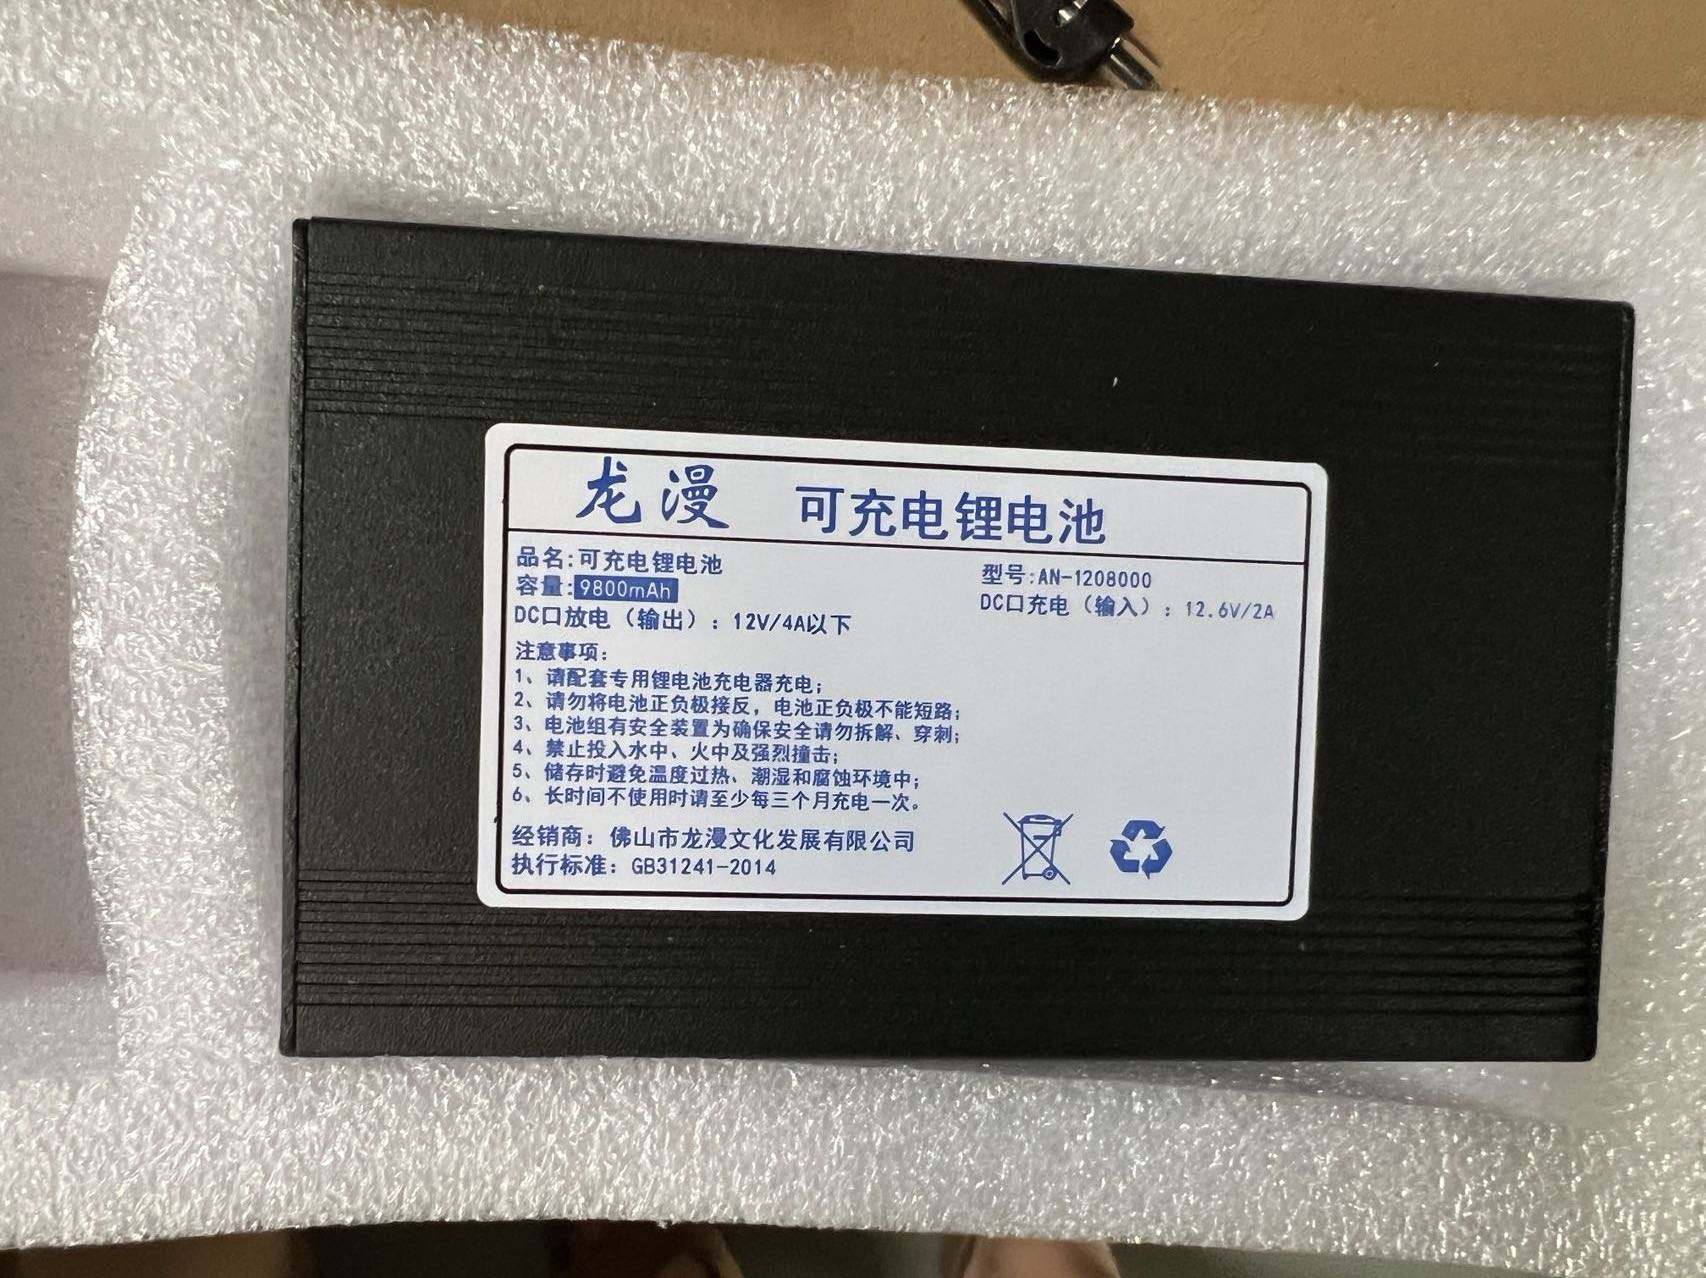 龙漫 可充电锂电池
品名:可充电锂电池
型号:AN-1208000
容量:9800mAh
DC口充电（输入）：12.6V/2A
DC口放电（输出）：12V/4A以下
注意事项:
1、请配套专用锂电池充电器充电;
2、请勿将电池正负极接反，电池正负极不能短路;
3、电池组有安全装置为确保安全请勿拆解、穿刺;
4、禁止投入水中、火中及强烈撞击;
5、储存时避免温度过热、潮湿和腐蚀环境中;
6、长时间不使用时请至少每三个月充电一次。
经销商：佛山市龙漫文化发展有限公司
执行标准：GB31241-2014